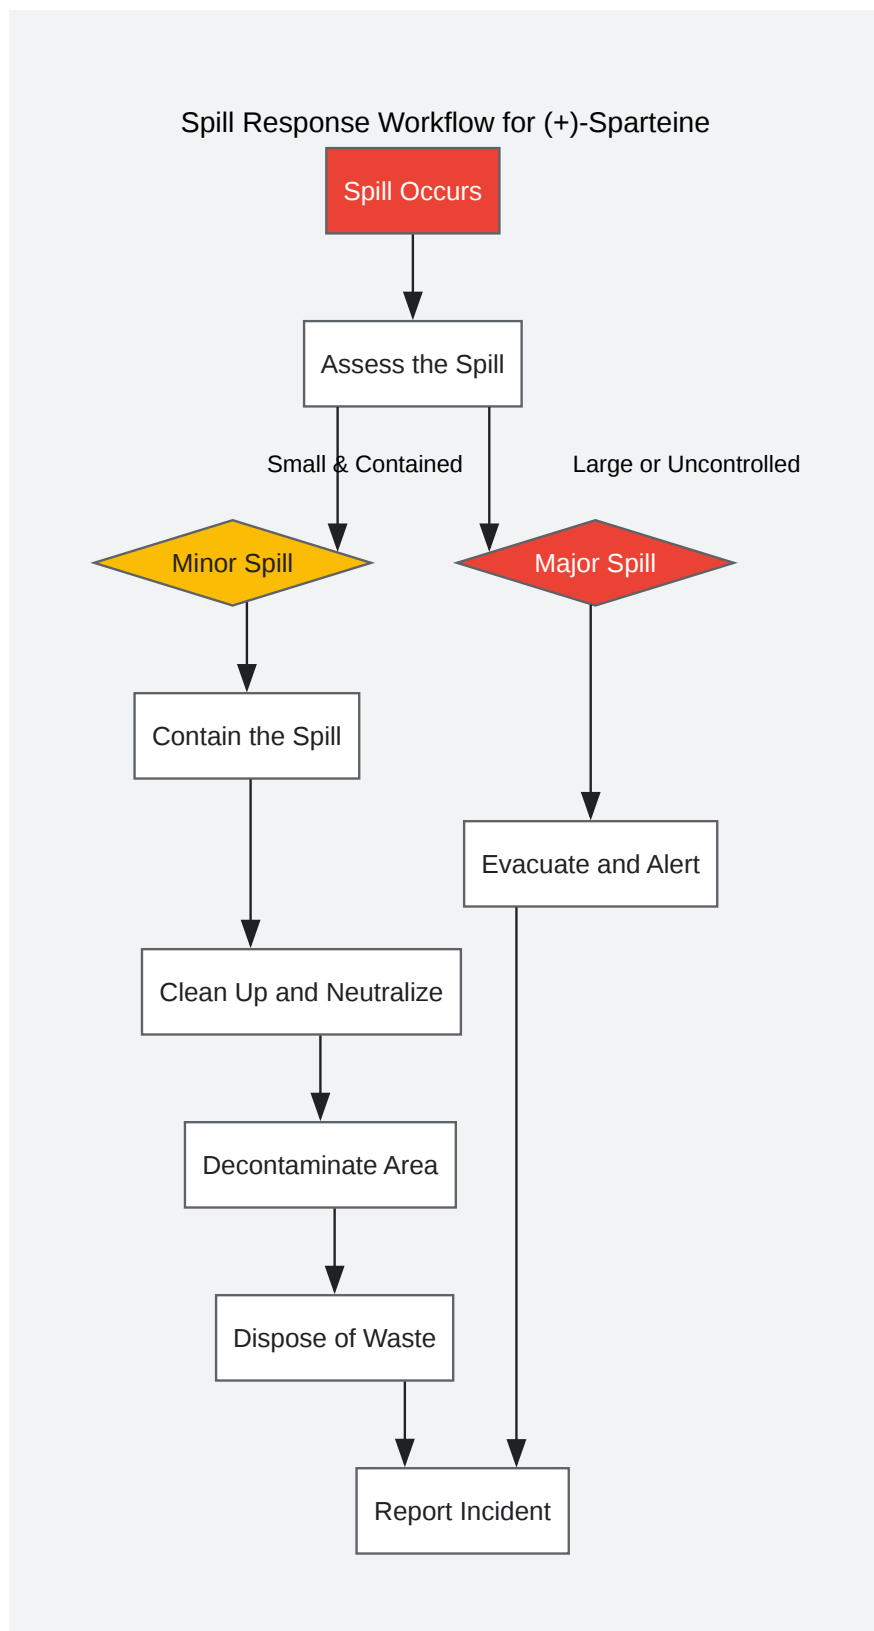 Spill Response Workflow for (+)-Sparteine
Spill Occurs
Assess the Spill
Small & Contained
Large or Uncontrolled
Minor Spill
Major Spill
Contain the Spill
Evacuate and Alert
Clean Up and Neutralize
Decontaminate Area
Dispose of Waste
Report Incident